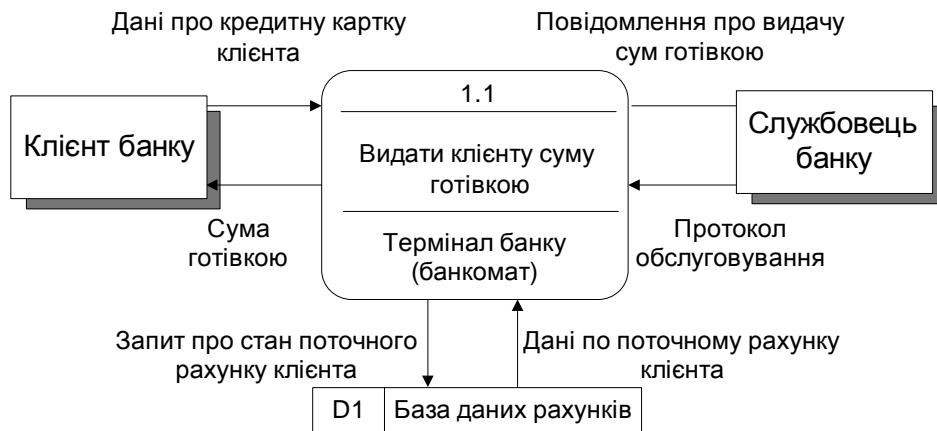 Дані про кредитну картку
клієнта
Повідомлення про видачу
сум готівкою
1.1
Клієнт банку
Видати клієнту суму
готівкою
Службовець
банку
Сума
готівкою
Термінал банку
(банкомат)
Протокол
обслуговування
Запит про стан поточного
рахунку клієнта
Дані по поточному рахунку
клієнта
D1
База даних рахунків